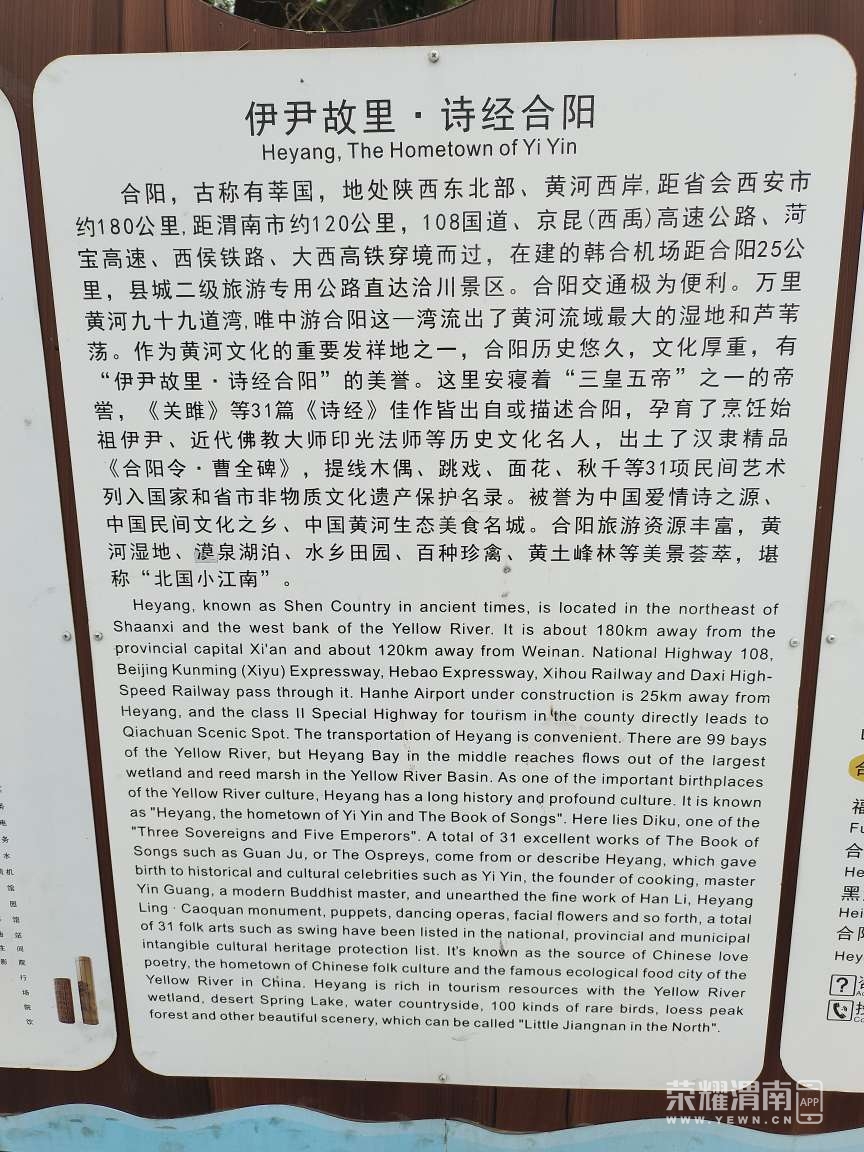 伊尹故里·诗经合阳
Heyang, The Hometown of Yi Yin
合阳，古称有莘国，地处陕西东北部、黄河西岸,距省会西安市
约180公里,距渭南市约120公里，108国道、京昆(西禹)高速公路、菏
宝高速、西侯铁路、大西高铁穿境而过，在建的韩合机场距合阳25公
里，县城二级旅游专用公路直达洽川景区。合阳交通极为便利。万里
黄河九十九道湾,唯中游合阳这一湾流出了黄河流域最大的湿地和芦苇
荡。作为黄河文化的重要发祥地之一，合阳历史悠久，文化厚重，有
“伊尹故里·诗经合阳”的美誉。这里安寝着“三皇五帝”之一的帝
喾，《关雎》等31篇《诗经》佳作皆出自或描述合阳，孕育了烹饪始
祖伊尹、近代佛教大师印光法师等历史文化名人，出土了汉隶精品
《合阳令·曹全碑》，提线木偶、跳戏、面花、秋千等31项民间艺术
列入国家和省市非物质文化遗产保护名录。被誉为中国爱情诗之源、
中国民间文化之乡、中国黄河生态美食名城。合阳旅游资源丰富，黄
河湿地、漠泉湖泊、水乡田园、百种珍禽、黄土峰林等美景荟萃，堪
称“北国小江南”。
Heyang, known as Shen Country in ancient times, is located in the northeast of
Shaanxi and the west bank of the Yellow River. It is about 180km away from the
provincial capital Xi'an and about 120km away from Weinan. National Highway 108,
Beijing Kunming (Xiyu) Expressway, Hebao Expressway, Xihou Railway and Daxi High-
Speed Railway pass through it. Hanhe Airport under construction is 25km away from
Heyang, and the class II Special Highway for tourism in the county directly leads to
Qiachuan Scenic Spot. The transportation of Heyang is convenient. There are 99 bays
of the Yellow River, but Heyang Bay in the middle reaches flows out of the largest
wetland and reed marsh in the Yellow River Basin. As one of the important birthplaces
of the Yellow River culture, Heyang has a long history and profound culture. It is known
as "Heyang, the hometown of Yi Yin and The Book of Songs". Here lies Diku, one of the
"Three Sovereigns and Five Emperors". A total of 31 excellent works of The Book of
Songs such as Guan Ju, or The Ospreys, come from or describe Heyang, which gave
birth to historical and cultural celebrities such as Yi Yin, the founder of cooking, master
Yin Guang, a modern Buddhist master, and unearthed the fine work of Han Li, Heyang
Ling · Caoquan monument, puppets, dancing operas, facial flowers and so forth, a total
of 31 folk arts such as swing have been listed in the national, provincial and municipal
intangible cultural heritage protection list. It's known as the source of Chinese love
poetry, the hometown of Chinese folk culture and the famous ecological food city of the
Yellow River in China. Heyang is rich in tourism resources with the Yellow River
wetland, desert Spring Lake, water countryside, 100 kinds of rare birds, loess peak
forest and other beautiful scenery, which can be called "Little Jiangnan in the North".
福
Fu
合
He
黑
Hei
合阳
Hey
荣耀渭南 APP
WWW.YEWN.CN